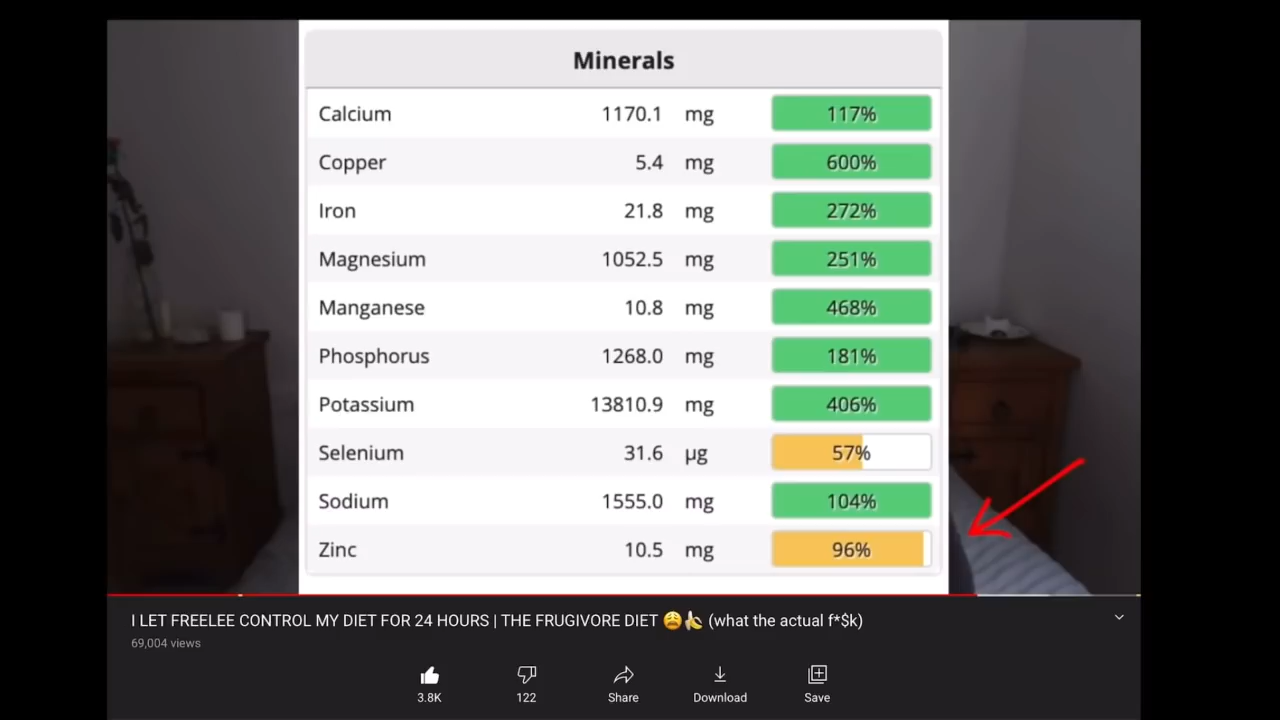 Minerals
Calcium 1170.1 mg 117%
Copper 5.4 mg 600%
Iron 21.8 mg 272%
Magnesium 1052.5 mg 251%
Manganese 10.8 mg 468%
Phosphorus 1268.0 mg 181%
Potassium 13810.9 mg 406%
Selenium 31.6 µg 57%
Sodium 1555.0 mg 104%
Zinc 10.5 mg 96%
I LET FREELEE CONTROL MY DIET FOR 24 HOURS | THE FRUGIVORE DIET 😩🍌 (what the actual f*$k)
69,004 views
3.8K 122 Share Download Save